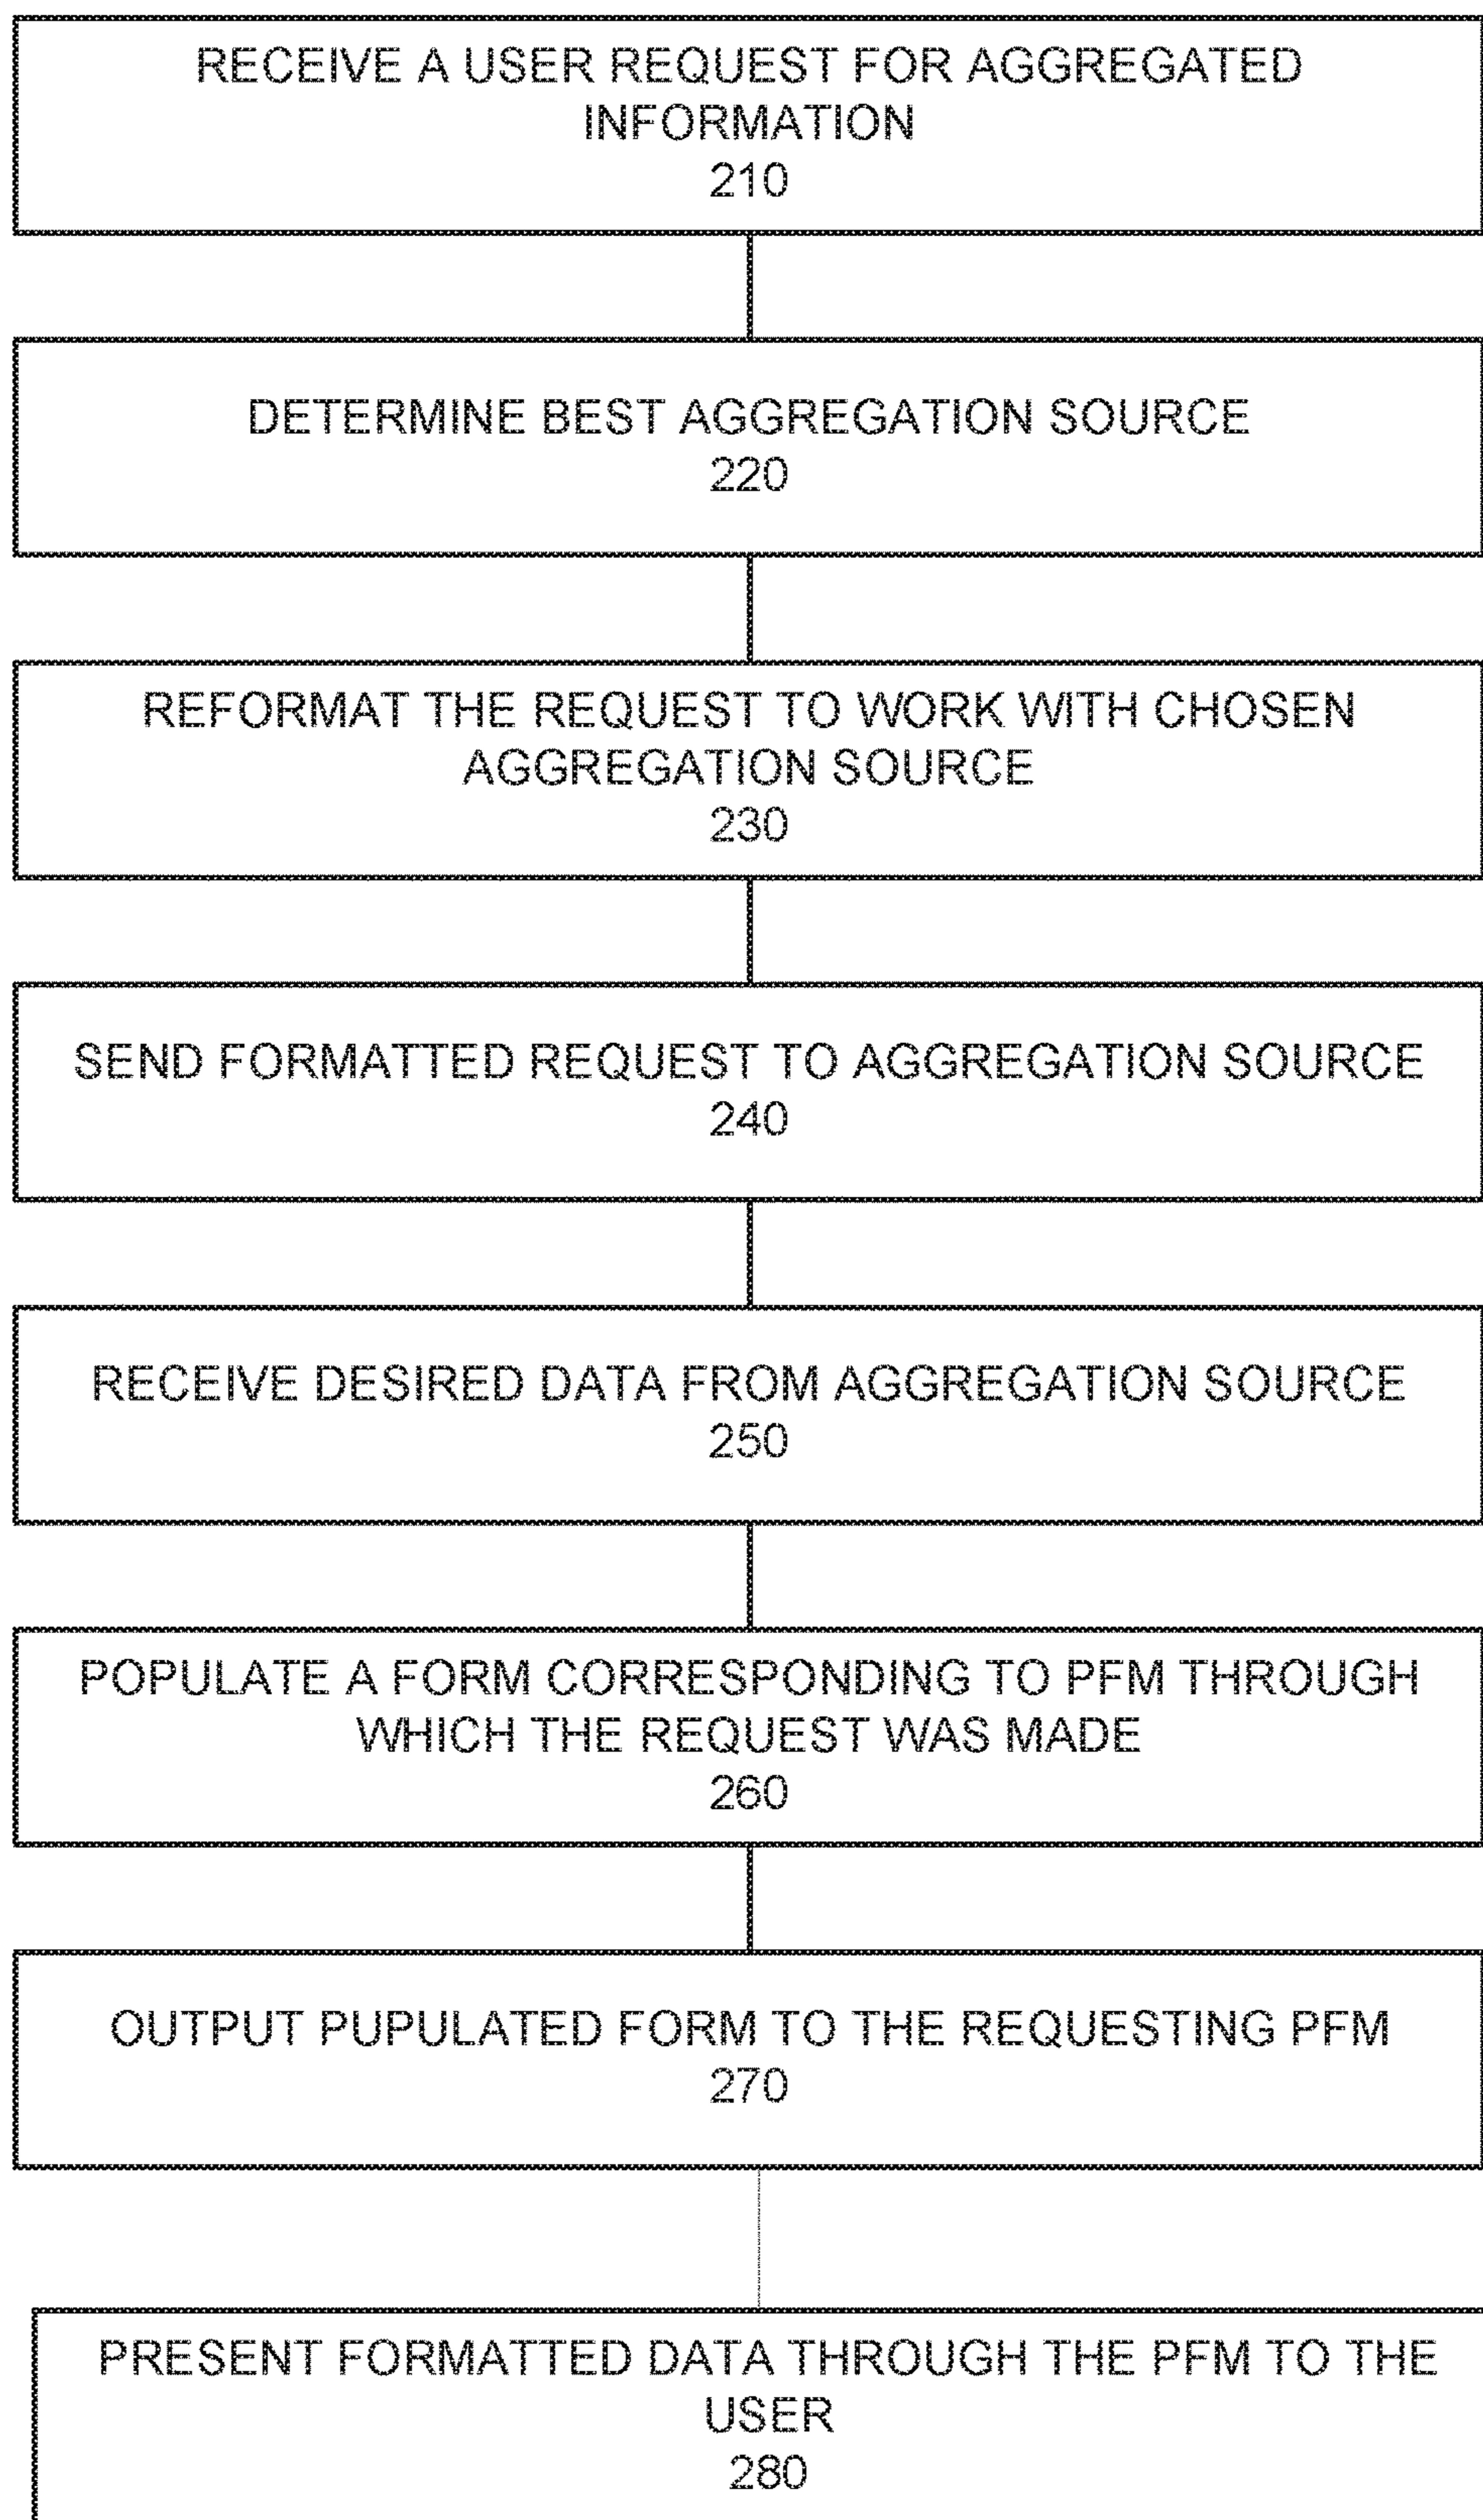 RECEIVE A USER REQUEST FOR AGGREGATED
INFORMATION
210
DETERMINE BEST AGGREGATION SOURCE
220
REFORMAT THE REQUEST TO WORK WITH CHOSEN
AGGREGATION SOURCE
230
SEND FORMATTED REQUEST TO AGGREGATION SOURCE
240
RECEIVE DESIRED DATA FROM AGGREGATION SOURCE
250
POPULATE A FORM CORRESPONDING TO PFM THROUGH
WHICH THE REQUEST WAS MADE
260
OUTPUT PUPULATED FORM TO THE REQUESTING PFM
270
PRESENT FORMATTED DATA THROUGH THE PFM TO THE
USER
280